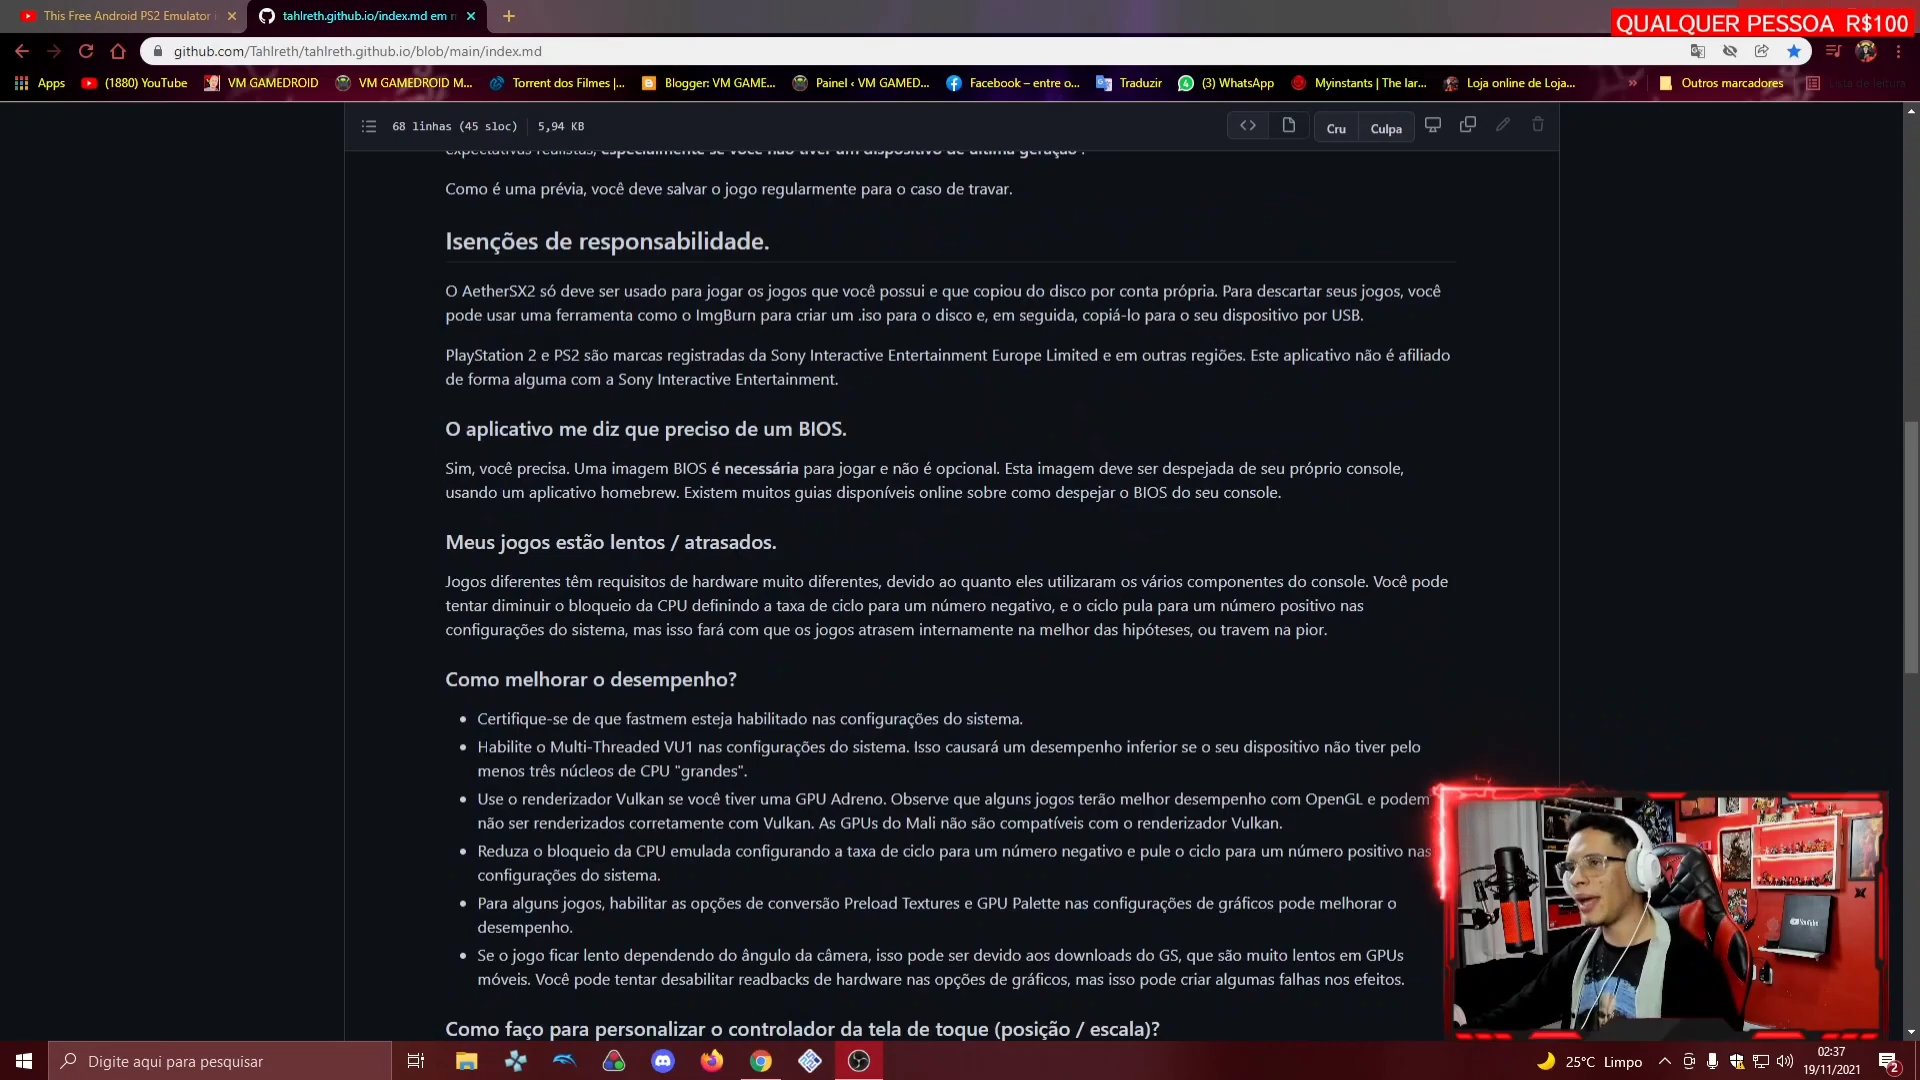 This Free Android PS2 Emulator i
tahlreth.github.io/index.md em m
QUALQUER PESSOA R$100
github.com/Tahlreth/tahlreth.github.io/blob/main/index.md
Apps
(1880) YouTube
VM GAMEDROID
VM GAMEDROID M...
Torrent dos Filmes |...
Blogger: VM GAME...
Painel ‹ VM GAMED...
Facebook – entre o...
Traduzir
(3) WhatsApp
Myinstants | The lar...
Loja online de Loja...
»
Outros marcadores
Lista de leitura
68 linhas (45 sloc)
5,94 KB
Cru
Culpa
expectativas realistas, especialmente se você não tiver um dispositivo de última geração .
Como é uma prévia, você deve salvar o jogo regularmente para o caso de travar.
Isenções de responsabilidade.
O AetherSX2 só deve ser usado para jogar os jogos que você possui e que copiou do disco por conta própria. Para descartar seus jogos, você
pode usar uma ferramenta como o ImgBurn para criar um .iso para o disco e, em seguida, copiá-lo para o seu dispositivo por USB.
PlayStation 2 e PS2 são marcas registradas da Sony Interactive Entertainment Europe Limited e em outras regiões. Este aplicativo não é afiliado
de forma alguma com a Sony Interactive Entertainment.
O aplicativo me diz que preciso de um BIOS.
Sim, você precisa. Uma imagem BIOS é necessária para jogar e não é opcional. Esta imagem deve ser despejada de seu próprio console,
usando um aplicativo homebrew. Existem muitos guias disponíveis online sobre como despejar o BIOS do seu console.
Meus jogos estão lentos / atrasados.
Jogos diferentes têm requisitos de hardware muito diferentes, devido ao quanto eles utilizaram os vários componentes do console. Você pode
tentar diminuir o bloqueio da CPU definindo a taxa de ciclo para um número negativo, e o ciclo pula para um número positivo nas
configurações do sistema, mas isso fará com que os jogos atrasem internamente na melhor das hipóteses, ou travem na pior.
Como melhorar o desempenho?
• Certifique-se de que fastmem esteja habilitado nas configurações do sistema.
• Habilite o Multi-Threaded VU1 nas configurações do sistema. Isso causará um desempenho inferior se o seu dispositivo não tiver pelo
menos três núcleos de CPU "grandes".
• Use o renderizador Vulkan se você tiver uma GPU Adreno. Observe que alguns jogos terão melhor desempenho com OpenGL e podem
não ser renderizados corretamente com Vulkan. As GPUs do Mali não são compatíveis com o renderizador Vulkan.
• Reduza o bloqueio da CPU emulada configurando a taxa de ciclo para um número negativo e pule o ciclo para um número positivo nas
configurações do sistema.
• Para alguns jogos, habilitar as opções de conversão Preload Textures e GPU Palette nas configurações de gráficos pode melhorar o
desempenho.
• Se o jogo ficar lento dependendo do ângulo da câmera, isso pode ser devido aos downloads do GS, que são muito lentos em GPUs
móveis. Você pode tentar desabilitar readbacks de hardware nas opções de gráficos, mas isso pode criar algumas falhas nos efeitos.
Como faço para personalizar o controlador da tela de toque (posição / escala)?
YouTube
Digite aqui para pesquisar
25°C Limpo
02:37
19/11/2021
2